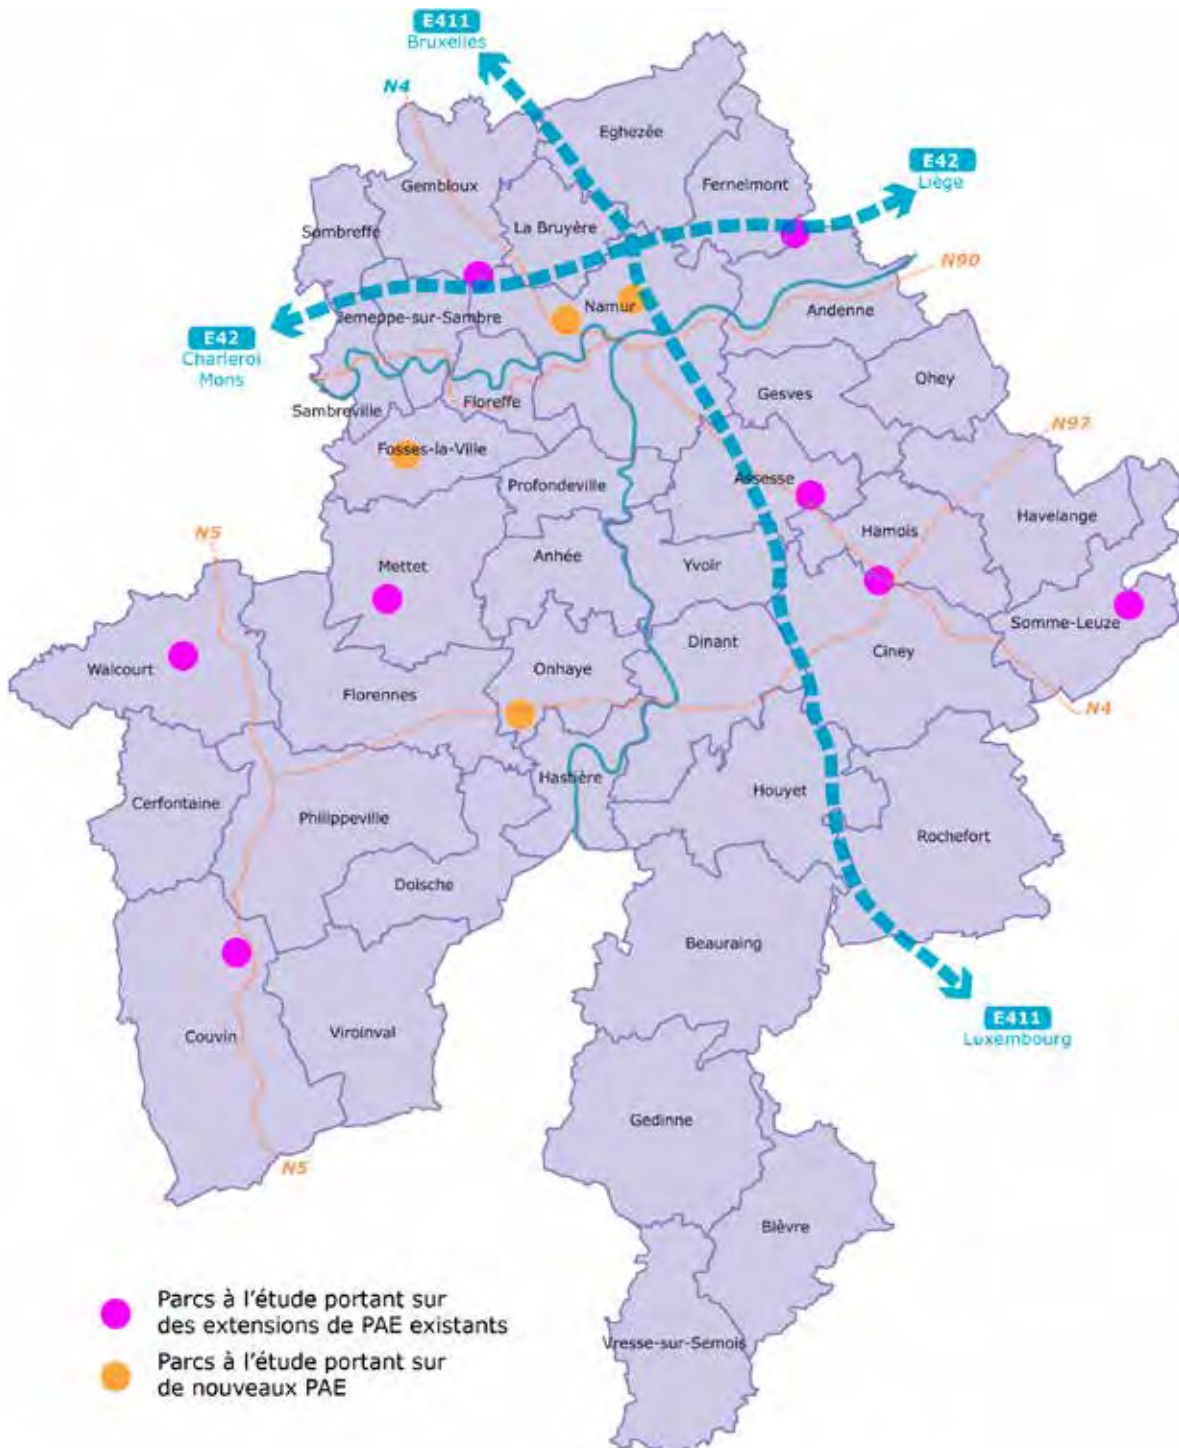 E411
Bruxelles
N4
Eghezée
E42
Liège
Fernelmont
Gembloux
La Bruyère
Sombreffe
N90
Namur
Andenne
Jemeppe-sur-Sambre
E42
Charleroi
Mons
Ohey
Gesves
Floreffe
Sambreville
N97
Fosses-la-Ville
Assesse
Profondeville
Havelange
Hamois
N5
Anhée
Yvoir
Mettet
Somme-Leuze
Dinant
Ciney
Onhaye
Walcourt
Florennes
N4
Hastière
Houyet
Cerfontaine
Philippeville
Rochefort
Doische
Beauraing
E411
Luxembourg
Couvin
Viroinval
Gedinne
N5
Bièvre
Parcs à l'étude portant sur
des extensions de PAE existants
Vresse-sur-Semois
Parcs à l'étude portant sur
de nouveaux PAE